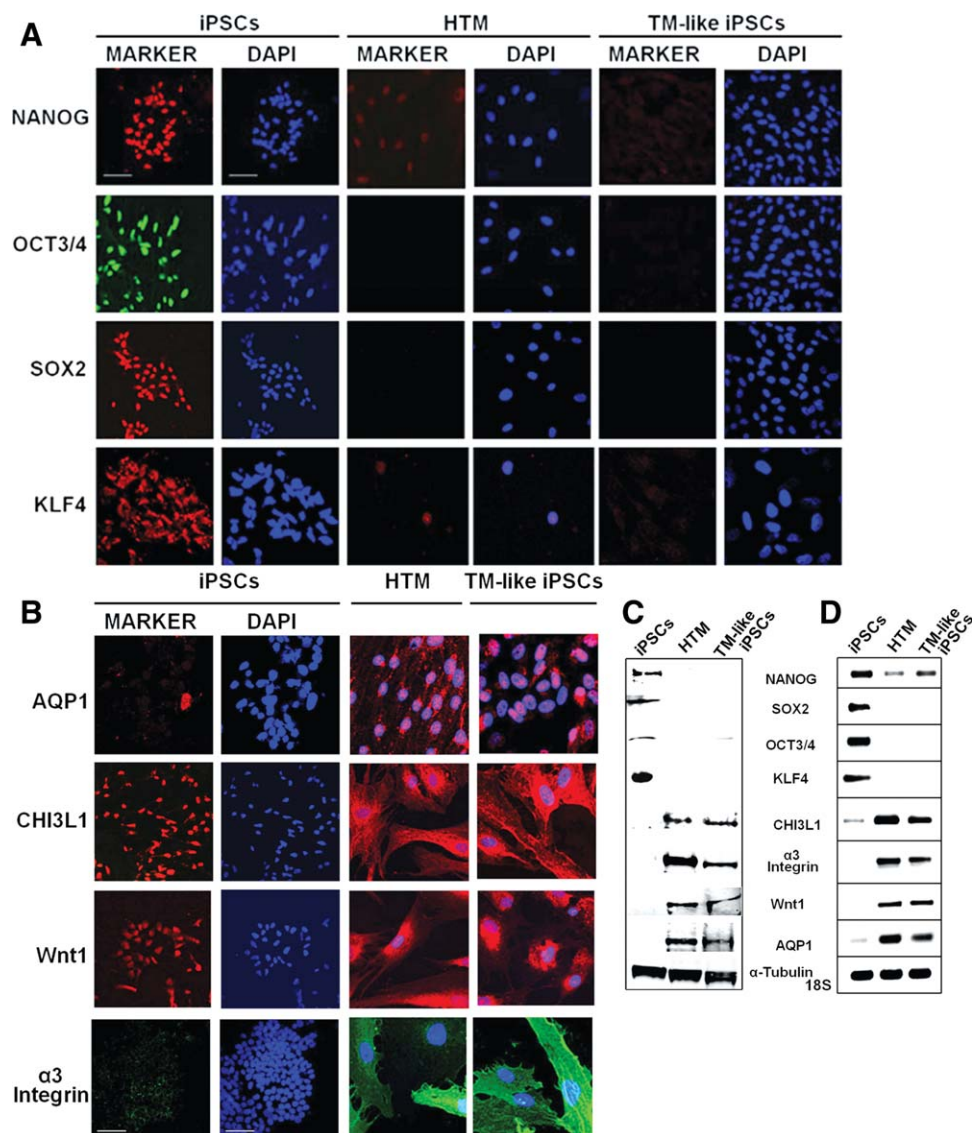 A
iPSCs HTM TM-like iPSCs
MARKER DAPI MARKER DAPI MARKER DAPI
NANOG
OCT3/4
SOX2
KLF4
B
iPSCs HTM TM-like iPSCs
MARKER DAPI
AQP1
CHI3L1
Wnt1
α3
Integrin
C
iPSCs
HTM
TM-like
iPSCs
D
iPSCs
HTM
TM-like
iPSCs
NANOG
SOX2
OCT3/4
KLF4
CHI3L1
α3
Integrin
Wnt1
AQP1
α-Tubulin
18S